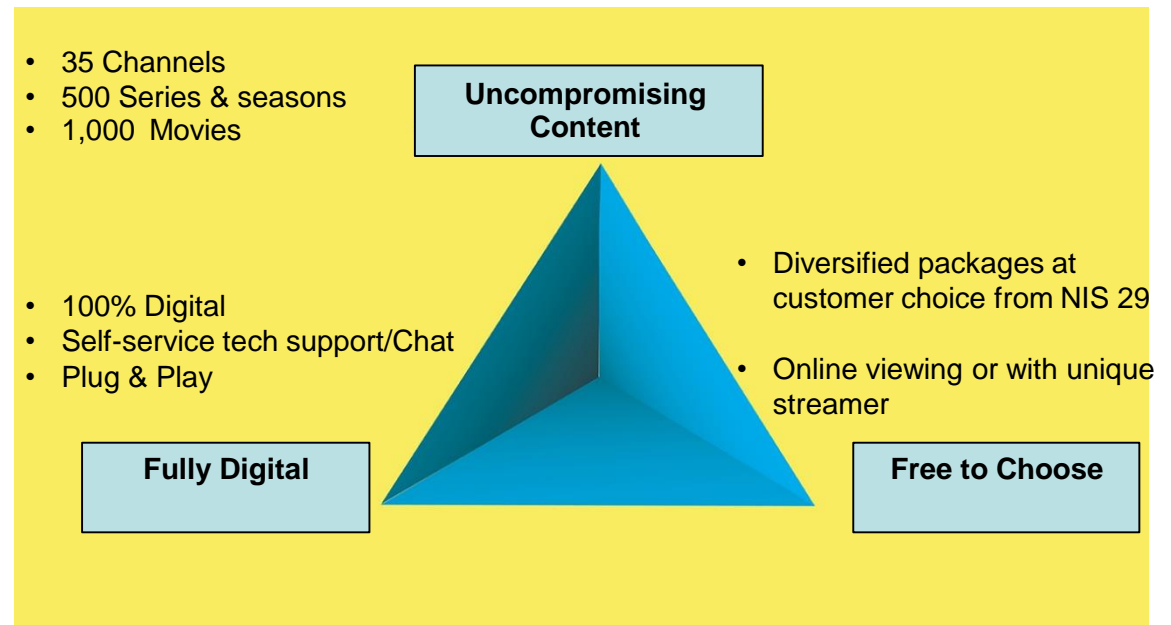 • 35 Channels
• 500 Series & seasons
• 1,000 Movies
Uncompromising
Content
• 100% Digital
• Self-service tech support/Chat
• Plug & Play
• Diversified packages at
customer choice from NIS 29
• Online viewing or with unique
streamer
Fully Digital
Free to Choose